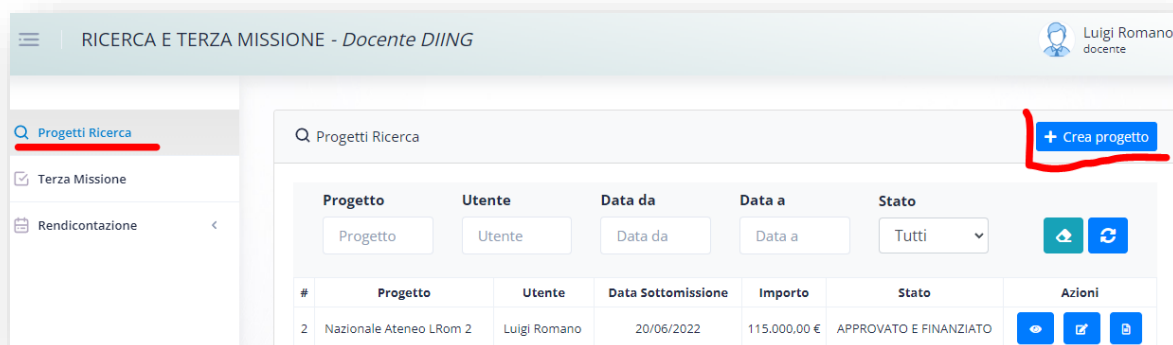 RICERCA E TERZA MISSIONE - Docente DIING
Luigi Romano
docente
Progetti Ricerca
Terza Missione
Rendicontazione
Progetti Ricerca
+ Crea progetto
Progetto Utente Data da Data a Stato
Progetto Utente Data da Data a Tutti
# Progetto Utente Data Sottomissione Importo Stato Azioni
2 Nazionale Ateneo LRom 2 Luigi Romano 20/06/2022 115.000,00 € APPROVATO E FINANZIATO